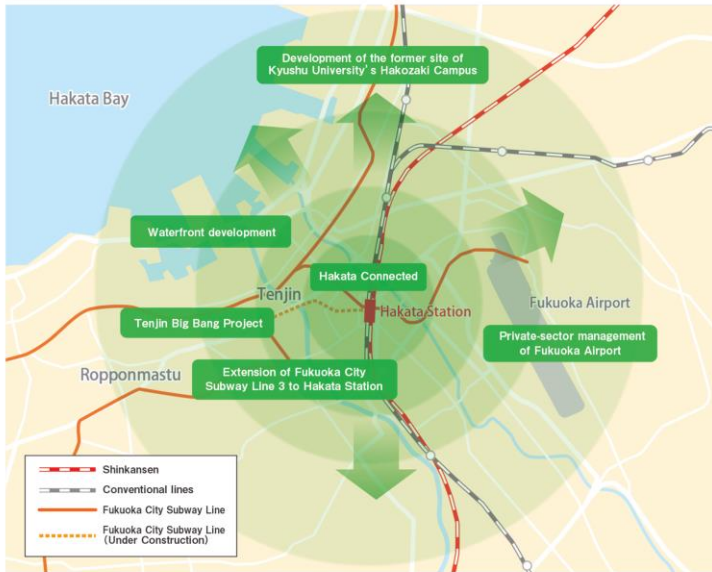 Development of the former site of
Kyushu University's Hakozaki Campus
Hakata Bay
Waterfront development
Hakata Connected
Tenjin
Hakata Station
Fukuoka Airport
Tenjin Big Bang Project
Private-sector management
of Fukuoka Airport
Ropponmastu
Extension of Fukuoka City
Subway Line 3 to Hakata Station
Shinkansen
Conventional lines
Fukuoka City Subway Line
Fukuoka City Subway Line
(Under Construction)